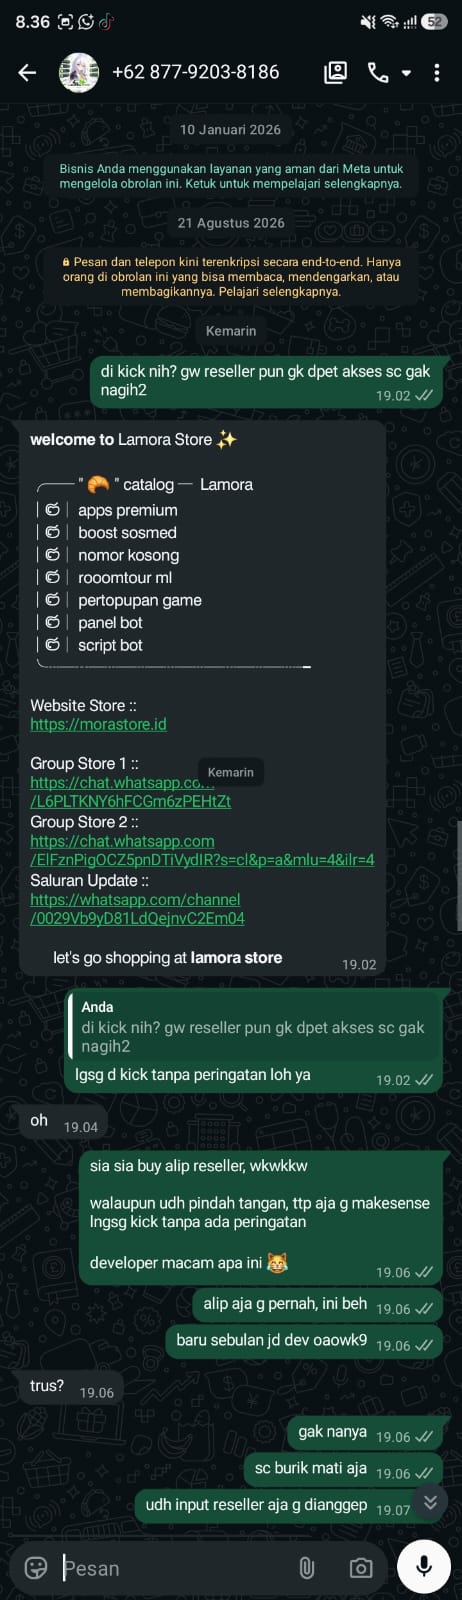 8.36
52
+62 877-9203-8186
10 Januari 2026
Bisnis Anda menggunakan layanan yang aman dari Meta untuk
mengelola obrolan ini. Ketuk untuk mempelajari selengkapnya.
21 Agustus 2026
Pesan dan telepon kini terenkripsi secara end-to-end. Hanya
orang di obrolan ini yang bisa membaca, mendengarkan, atau
membagikannya. Pelajari selengkapnya.
Kemarin
di kick nih? gw reseller pun gk dpet akses sc gak
nagih2
19.02
welcome to Lamora Store ✨
" 🥐 " catalog — Lamora
apps premium
boost sosmed
nomor kosong
rooomtour ml
pertopupan game
panel bot
script bot
Website Store ::
https://morastore.id
Group Store 1 ::
Kemarin
https://chat.whatsapp.co
/L6PLTKNY6hFCGm6zPEHtZt
Group Store 2 ::
https://chat.whatsapp.com
/ElFznPigOCZ5pnDTiVydIR?s=cl&p=a&mlu=4&ilr=4
Saluran Update ::
https://whatsapp.com/channel
/0029Vb9yD81LdQejnvC2Em04
let's go shopping at lamora store
19.02
Anda
di kick nih? gw reseller pun gk dpet akses sc gak
nagih2
lgsg d kick tanpa peringatan loh ya
19.02
oh
19.04
sia sia buy alip reseller, wkwkkw
walaupun udh pindah tangan, ttp aja g makesense
lngsg kick tanpa ada peringatan
developer macam apa ini 😹
19.06
alip aja g pernah, ini beh
19.06
baru sebulan jd dev oaowk9
19.06
trus?
19.06
gak nanya
19.06
sc burik mati aja
19.06
udh input reseller aja g dianggep
19.07
Pesan